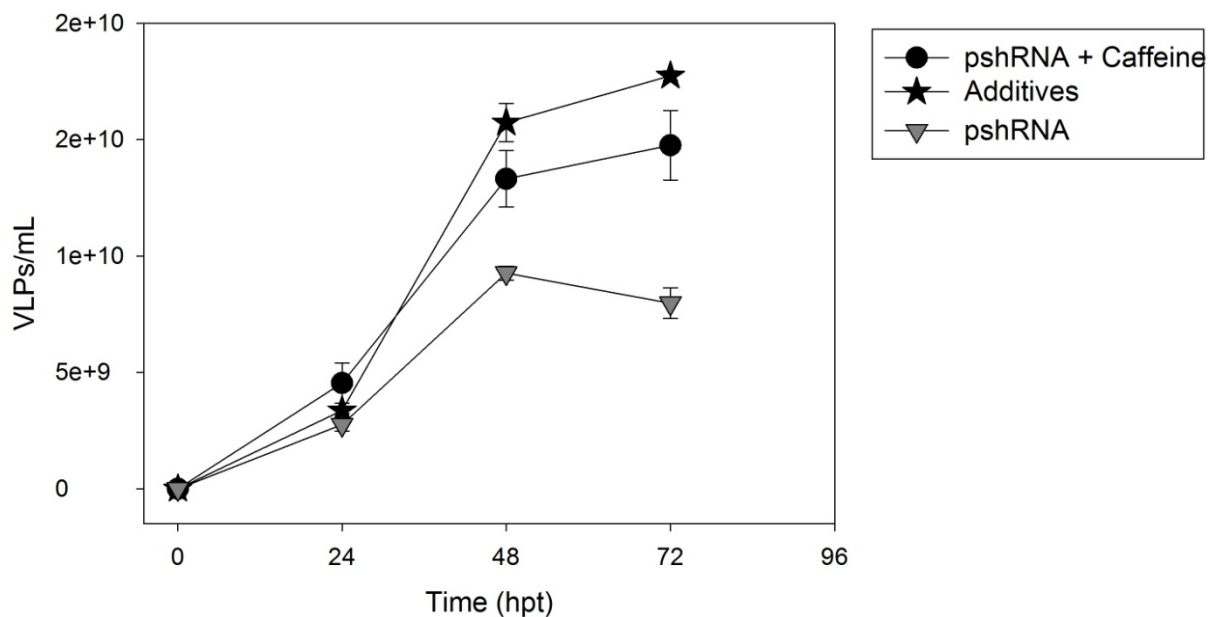 2e+10
2e+10
1e+10
5e+9
0
VLPs/mL
0
24
48
72
96
Time (hpt)
pshRNA + Caffeine
Additives
pshRNA